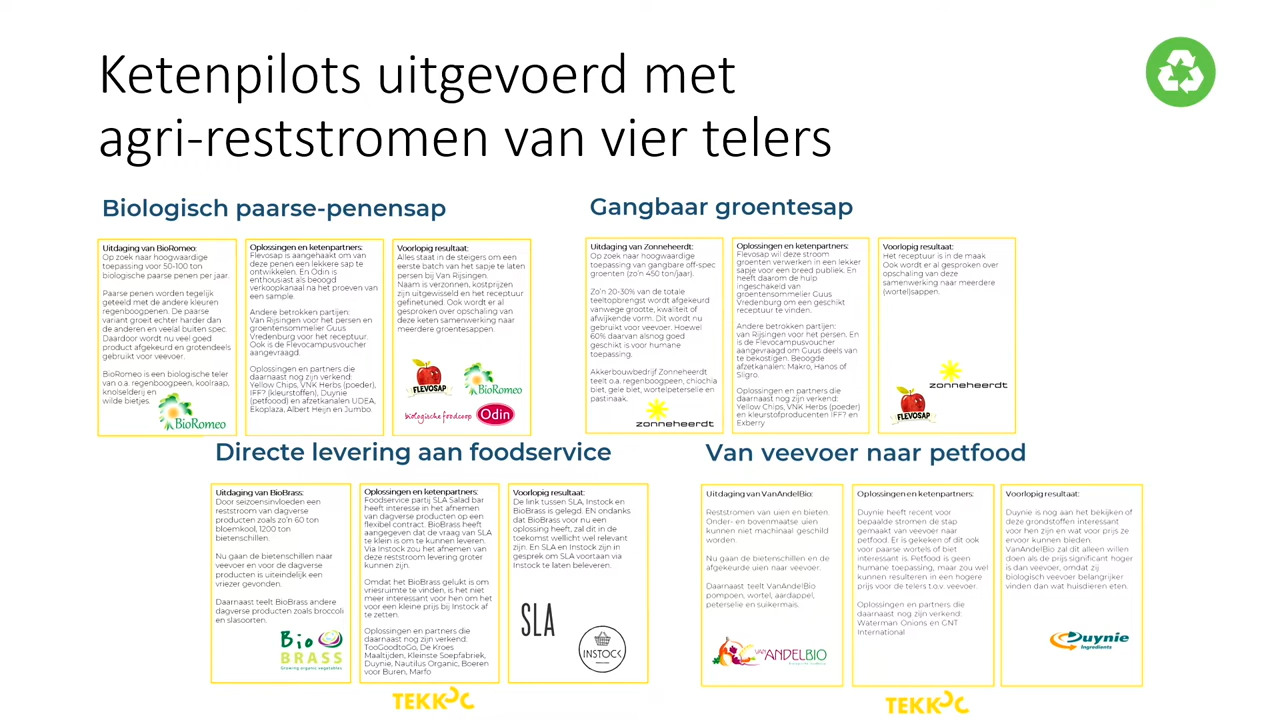 Ketenpilots uitgevoerd met
agri-reststromen van vier telers
Biologisch paarse-penensap
Uitdaging van BioRomeo:
Op zoek naar hoogwaardige
toepassing voor 50-100 ton
biologische paarse penen per jaar.
Paarse penen worden tegelijk
geteeld met de andere kleuren
regenboogpenen. De paarse
variant groeit echter harder dan
de anderen en veelal buiten spec.
Daardoor wordt nu veel goed
product afgekeurd en grotendeels
gebruikt voor veevoer.
BioRomeo is een biologische teler
van o.a. regenboogpeen, koolraap,
knolselderij en
wilde bietjes.
BioRomeo
Oplossingen en ketenpartners:
Flevosap is aangehaakt om van
deze penen een lekkere sap te
ontwikkelen. En Odin is
enthousiast als beoogd
verkoopkanaal na het proeven van
een sample
Andere betrokken partijen:
Van Rijsingen voor het persen en
groentensommelier Guus
Vredenburg voor het receptuur.
Ook is de Flevocampusvoucher
aangevraagd.
Oplossingen en partijen die
daarnaast nog zijn verkend:
Yellow Chips, VNK Herbs (poeder),
IFF? (kleurstoffen), Duynie
(petfoood) en afzetkanalen UDEA,
Ekoplaza, Albert Heijn en Jumbo.
Voorlopig resultaat:
Alles staat in de steigers om een
eerste batch van het sapje te laten
persen bij Van Rijsingen.
Naam is verzonnen, kostprijzen
zijn uitgewisseld en het receptuur
gefinetuned. Ook wordt er al
gesproken over opschaling van
deze keten samenwerking naar
meerdere groentesappen.
FLEVOSAP
BioRomeo
biologische foodcoop Odin
Gangbaar groentesap
Uitdaging van Zonneheerdt:
Op zoek naar hoogwaardige
toepassing van gangbare off-spec
groenten (zo'n 450 ton/jaar).
Zo'n 20-30% van de totale
teeltopbrengst wordt afgekeurd
vanwege grootte, kwaliteit of
afwijkende vorm. Dit wordt nu
gebruikt voor veevoer. Hoewel
60% daarvan alsnog goed
geschikt is voor humane
toepassing.
Akkerbouwbedrijf Zonneheerdt
teelt o.a. regenboogpeen, chiochia
biet, gele biet, wortelpeterselie en
pastinaak.
zonneheerdt
Oplossingen en ketenpartners:
Flevosap wil deze stroom
groenten verwerken in een lekker
sapje voor een breed publiek. En
heeft daarom de hulp
ingeschakeld van
groentensommelier Guus
Vredenburg om een geschikt
receptuur te vinden.
Andere betrokken partijen:
van Rijsingen voor het persen. En
is de Flevocampusvoucher
aangevraagd om Guus deels van
te bekostigen. Beoogde
afzetkanalen: Makro, Hanos of
Sligro.
Oplossingen en partijen die
daarnaast nog zijn verkend:
Yellow Chips, VNK Herbs (poeder)
en kleurstofproducenten IFF? en
Exberry
Voorlopig resultaat:
Het receptuur is in de maak
Ook wordt er al gesproken over
opschaling van deze
samenwerking naar meerdere
(wortel)sappen.
zonneheerdt
FLEVOSAP
Directe levering aan foodservice
Uitdaging van BioBrass:
Door seizoensinvloeden een
reststroom van dagverse
producten zoals zo'n 60 ton
bloemkool, 1200 ton
bietenschillen.
Nu gaan de bietenschillen naar
veevoer en voor de dagverse
producten is uiteindelijk een
vriezer gevonden.
Daarnaast teelt BioBrass andere
dagverse producten zoals broccoli
en slasoorten.
Bio
BRASS
Growing organic vegetables
Oplossingen en ketenpartners:
Foodservice partij SLA Salad bar
heeft interesse in het afnemen
van dagverse producten op een
flexibel contract. BioBrass heeft
aangegeven dat de vraag van SLA
te klein is om te kunnen leveren.
Via Instock zou het afnemen van
deze reststroom levering groter
kunnen zijn.
Omdat het BioBrass gelukt is om
vriesruimte te vinden, is het niet
meer interessant voor hen om het
voor een kleine prijs bij Instock af
te zetten.
Oplossingen en partijen die
daarnaast nog zijn verkend:
TooGoodtoGo, De Kroes
Maaltijden, Kleinste Soepfabriek,
Duynie, Nautilus Organic, Boeren
voor Buren, Marfo
Voorlopig resultaat:
De link tussen SLA, Instock en
BioBrass is gelegd. EN ondanks
dat BioBrass voor nu een
oplossing heeft, zal dit in de
toekomst wellicht wel relevant
zijn. En SLA en Instock zijn in
gesprek om SLA voortaan via
Instock te laten beleveren.
SLA
INSTOCK
TEKKOC
Van veevoer naar petfood
Uitdaging van VanAndelBio:
Reststromen van uien en bieten.
Onder- en bovenmaatse uien
kunnen niet machinaal geschild
worden.
Nu gaan de bietenschillen en de
afgekeurde uien naar veevoer.
Daarnaast teelt VanAndelBio
pompoen, wortel, aardappel,
peterselie en suikermais.
VAN ANDELBIO
Oplossingen en ketenpartners:
Duynie heeft recent voor
bepaalde stromen de stap
gemaakt van veevoer naar
petfood. Er is gekeken of dit ook
voor paarse wortels of biet
interessant is. Petfood is geen
humane toepassing, maar zou wel
kunnen resulteren in een hogere
prijs voor de telers t.o.v. veevoer.
Oplossingen en partijen die
daarnaast nog zijn verkend:
Waterman Onions en GNT
International
Voorlopig resultaat:
Duynie is nog aan het bekijken of
deze grondstoffen interessant
voor hen zijn en wat voor prijs ze
ervoor kunnen bieden.
VanAndelBio zal dit alleen willen
doen als de prijs significant hoger
is dan veevoer, omdat zij
biologisch veevoer belangrijker
vinden dan wat huisdieren eten.
Duynie
Ingredients
TEKKOC